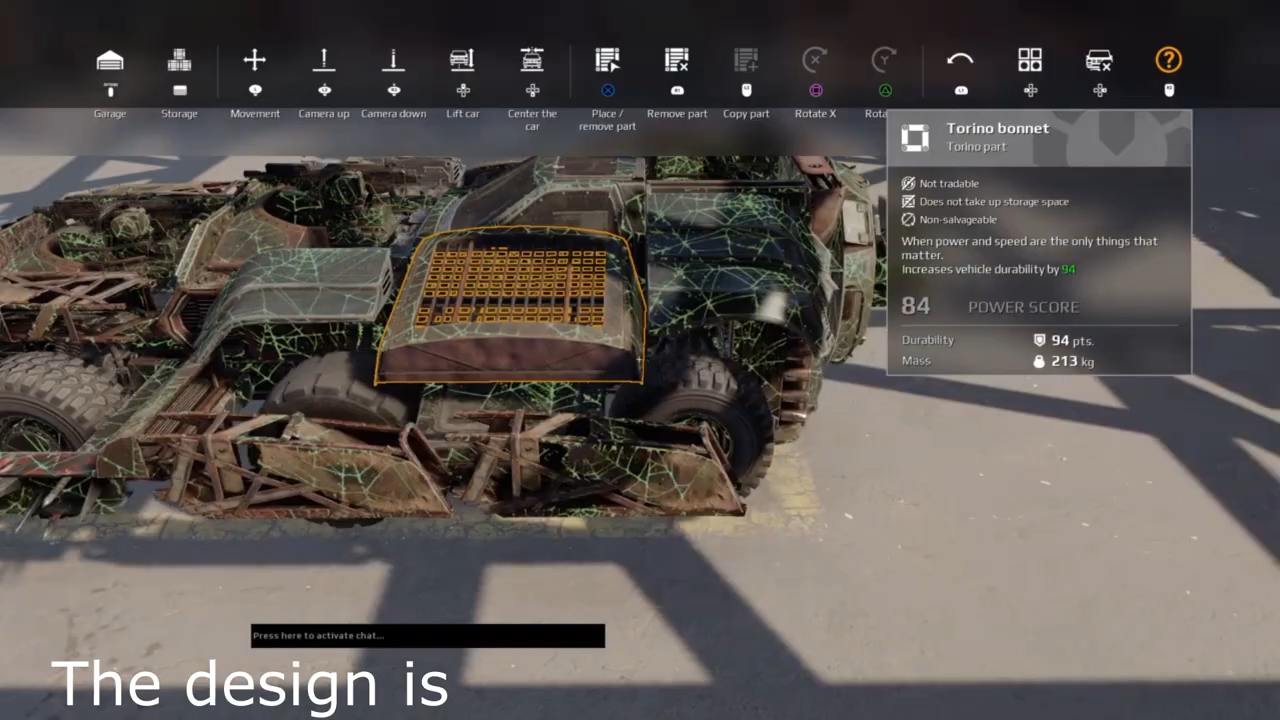 Garage
Storage
Movement
Camera up
Camera down
Lift car
Center the
car
Place /
remove part
Remove part
Copy part
Rotate X
Rota
Torino bonnet
Torino part
Not tradable
Does not take up storage space
Non-salvageable
When power and speed are the only things that
matter.
Increases vehicle durability by 94
84 POWER SCORE
Durability 94 pts.
Mass 213 kg
Press here to activate chat...
The design is